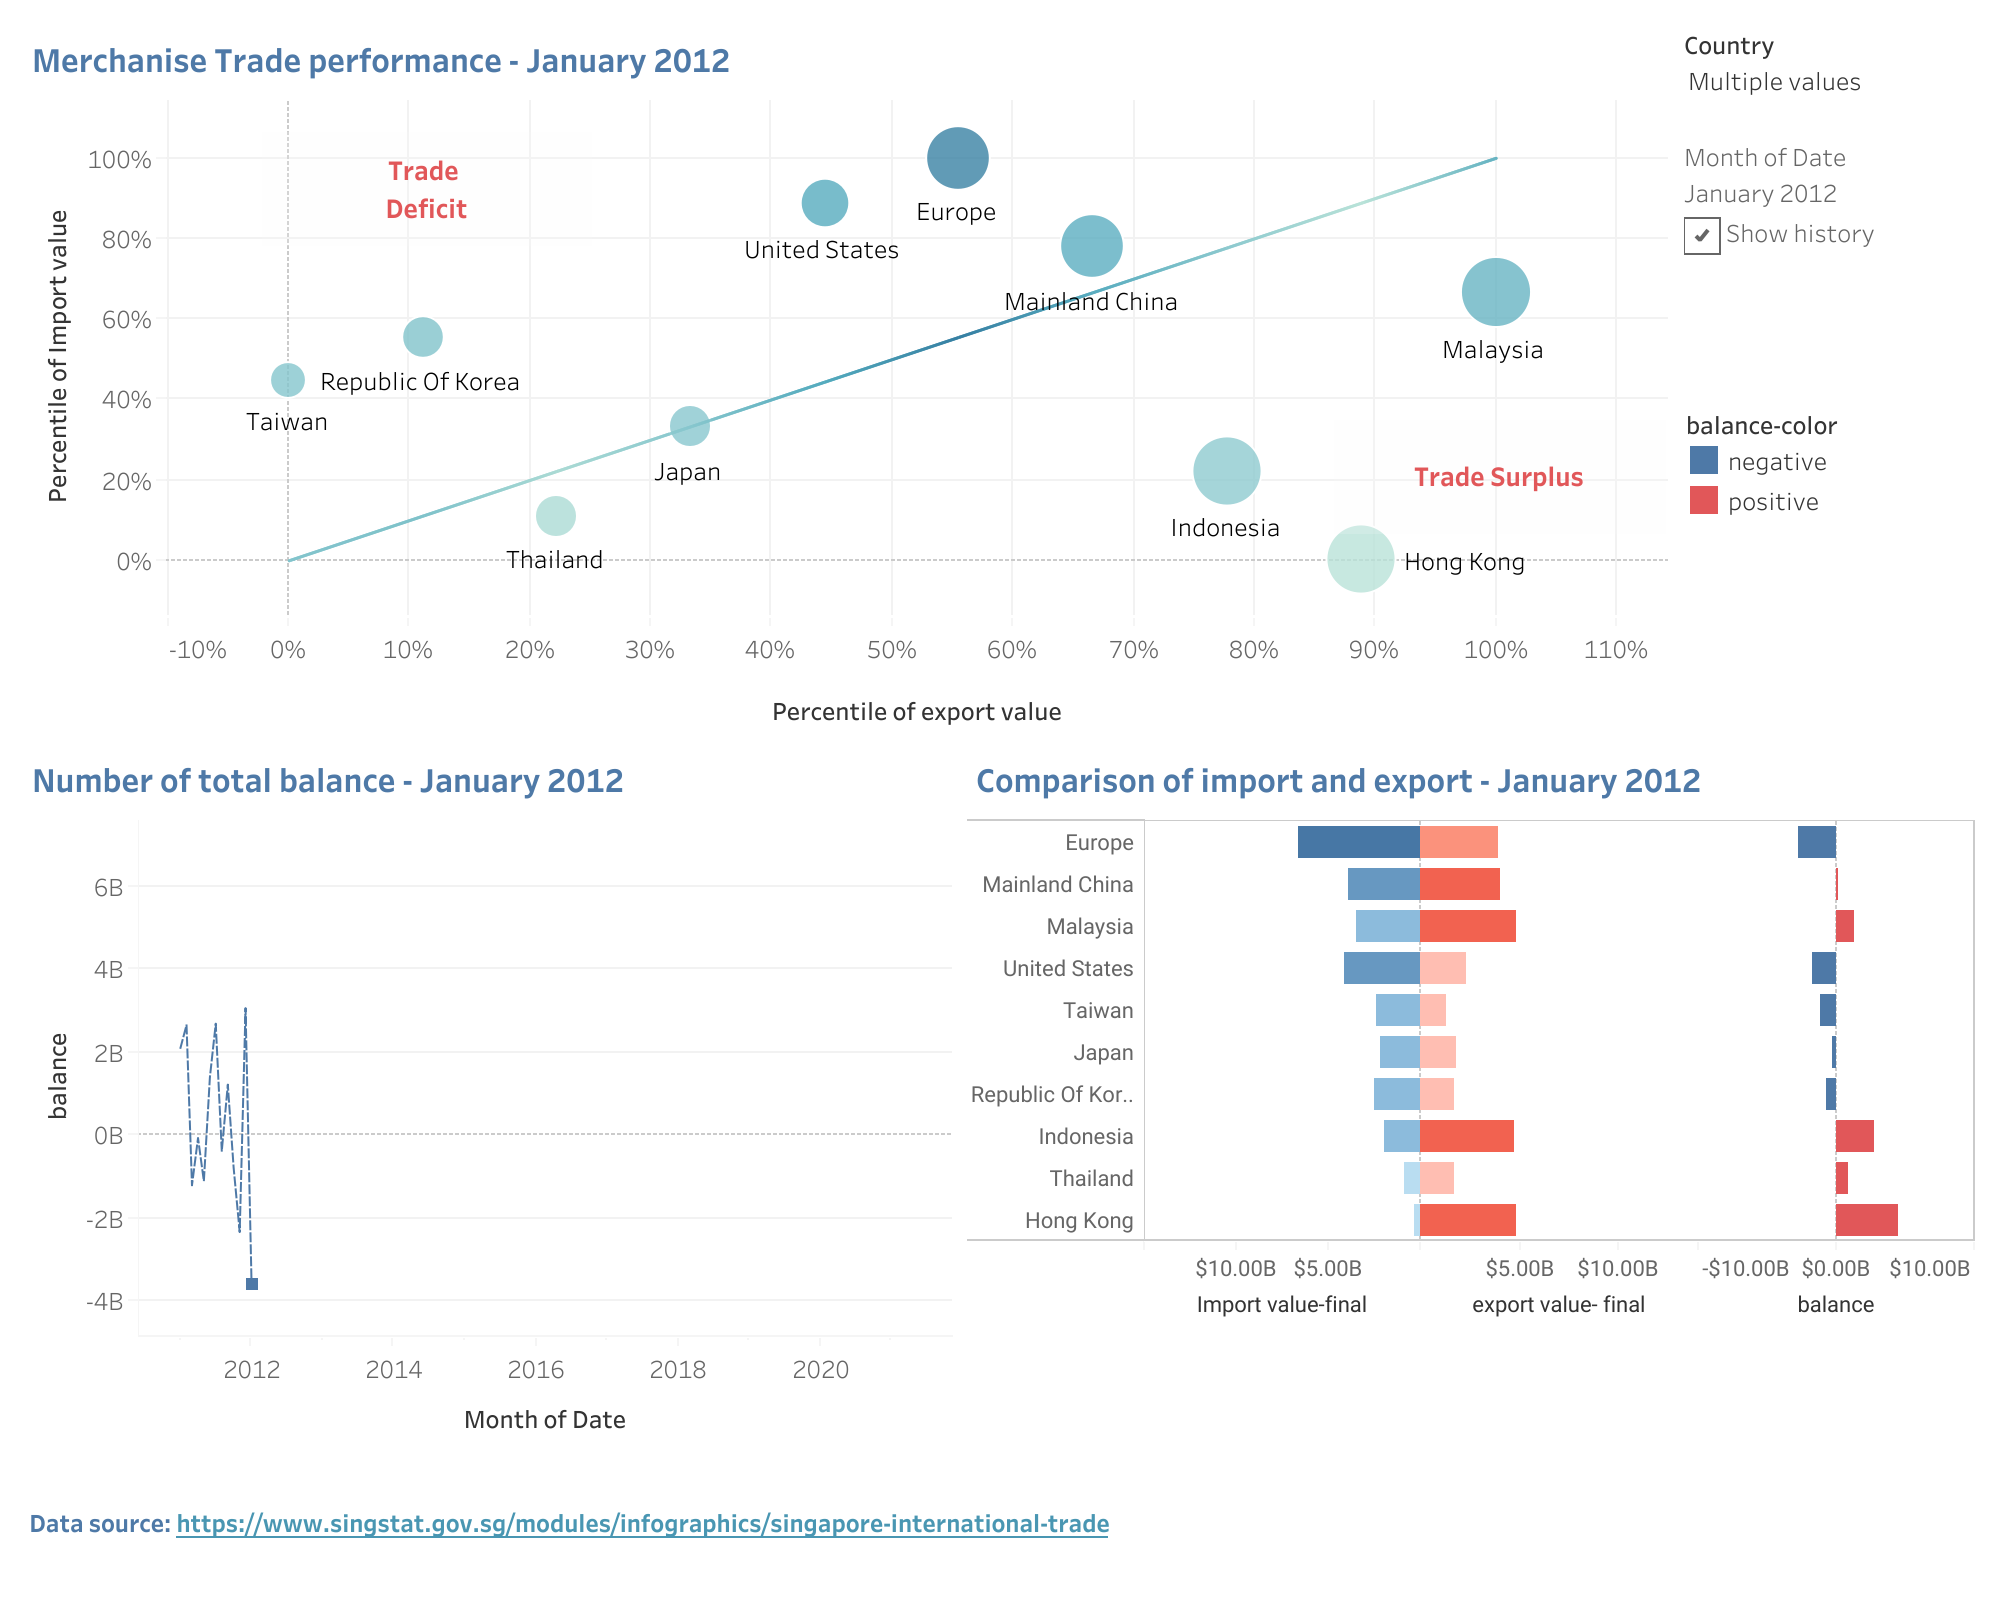 Merchanise Trade performance - January 2012
Country
Multiple values
Month of Date
January 2012
Show history
100%
80%
60%
40%
20%
0%
Percentile of Import value
Trade
Deficit
Europe
United States
Mainland China
Malaysia
Republic Of Korea
Taiwan
Japan
Trade Surplus
Indonesia
Thailand
Hong Kong
balance-color
negative
positive
-10% 0% 10% 20% 30% 40% 50% 60% 70% 80% 90% 100% 110%
Percentile of export value
Number of total balance - January 2012
6B
4B
2B
0B
-2B
-4B
balance
2012 2014 2016 2018 2020
Month of Date
Comparison of import and export - January 2012
Europe
Mainland China
Malaysia
United States
Taiwan
Japan
Republic Of Kor..
Indonesia
Thailand
Hong Kong
$10.00B $5.00B $5.00B $10.00B -$10.00B $0.00B $10.00B
Import value-final export value- final balance
Data source: https://www.singstat.gov.sg/modules/infographics/singapore-international-trade